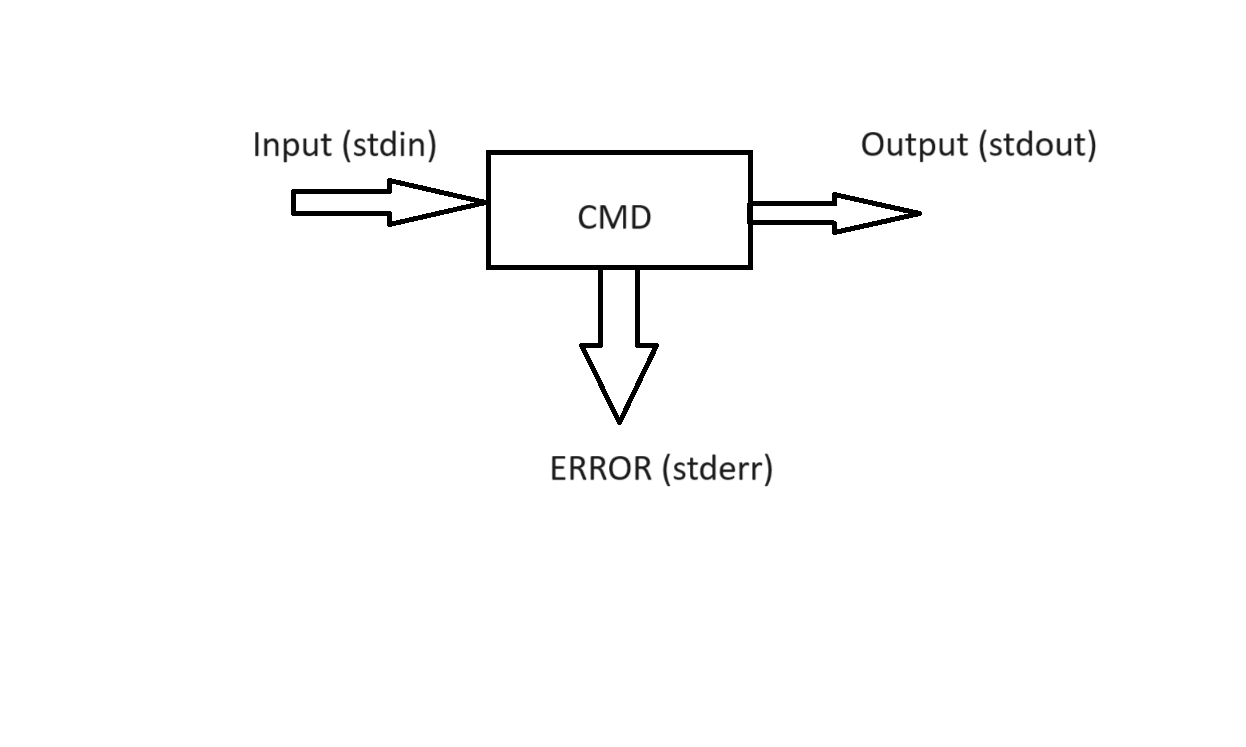 Input (stdin)
Output (stdout)
CMD
ERROR (stderr)